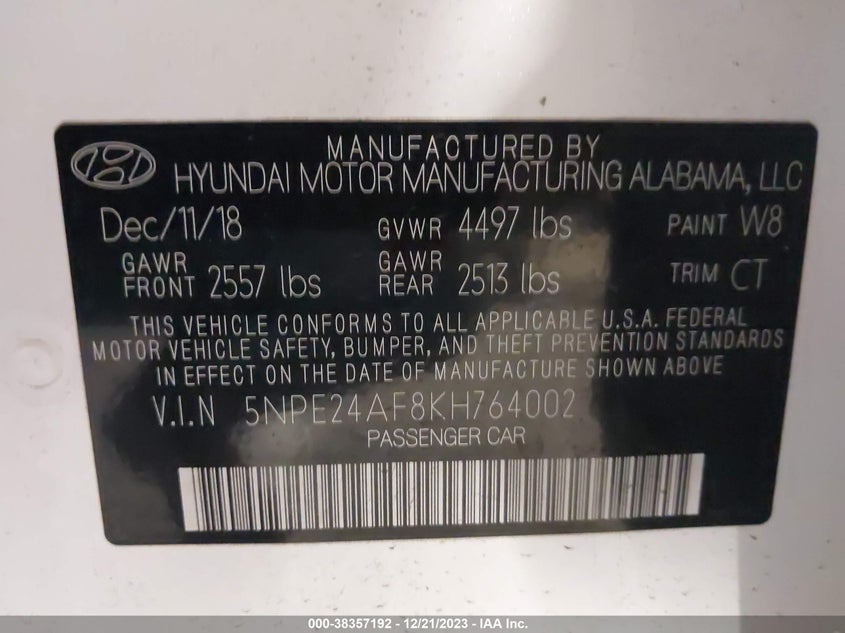 MANUFACTURED BY
HYUNDAI MOTOR MANUFACTURING ALABAMA, LLC
Dec/11/18 GVWR 4497 lbs PAINT W8
GAWR FRONT 2557 lbs GAWR REAR 2513 lbs TRIM CT
THIS VEHICLE CONFORMS TO ALL APPLICABLE U.S.A. FEDERAL
MOTOR VEHICLE SAFETY, BUMPER, AND THEFT PREVENTION STANDARDS
IN EFFECT ON THE DATE OF MANUFACTURE SHOWN ABOVE
V.I.N 5NPE24AF8KH764002
PASSENGER CAR
000-38357192 - 12/21/2023 - IAA Inc.